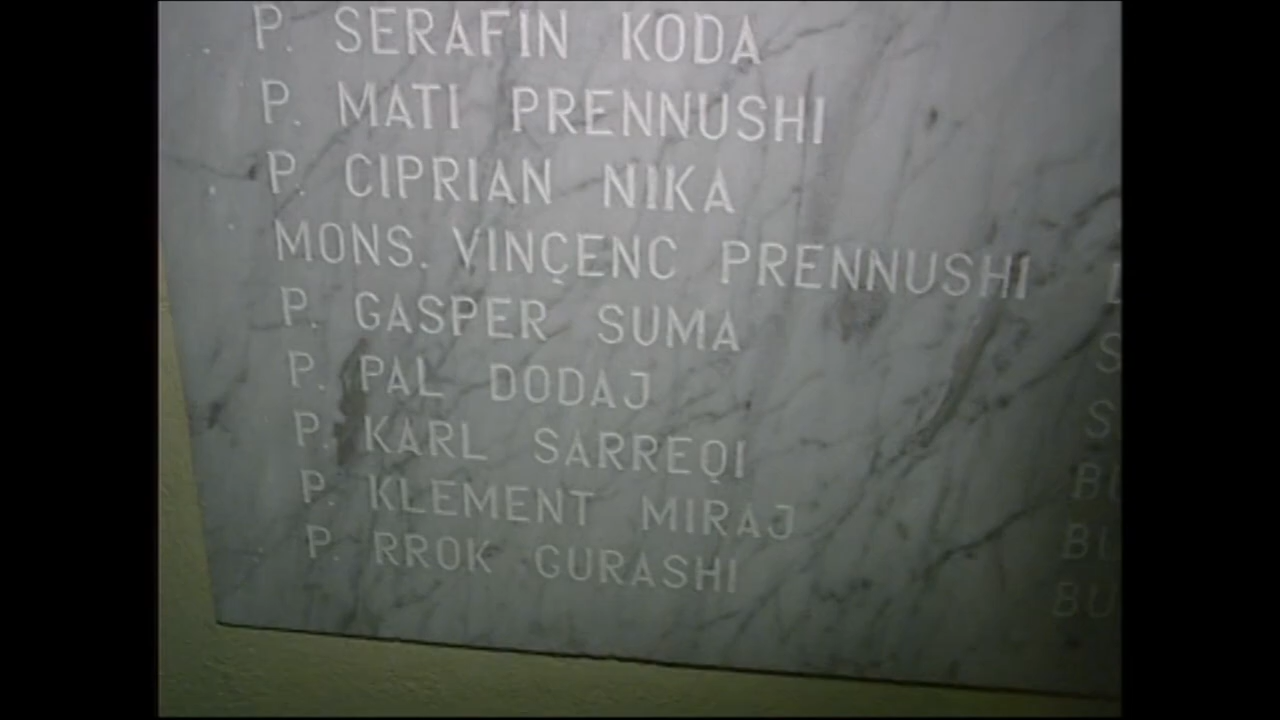 P. SERAFIN KODA
P. MATI PRENNUSHI
P. CIPRIAN NIKA
MONS. VINÇENC PRENNUSHI
P. GASPER SUMA
P. PAL DODAJ
P. KARL SARREQI
P. KLEMENT MIRAJ
P. RROK GURASHI